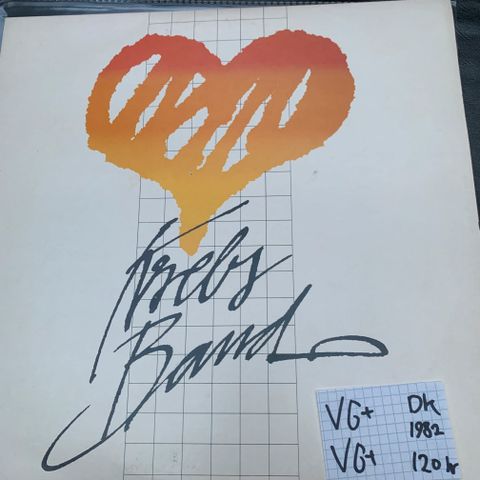 Krebs
Band
VG+ DK
1982
VG+ 120 kr